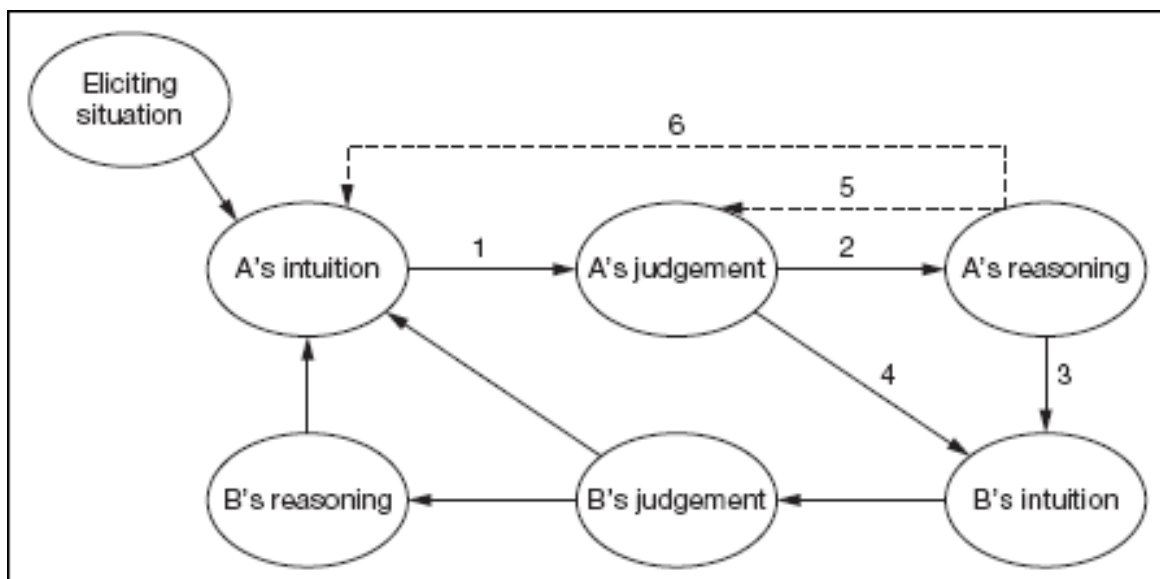 Eliciting
situation
6
5
A's intuition
1
A's judgement
2
A's reasoning
4
3
B's reasoning
B's judgement
B's intuition